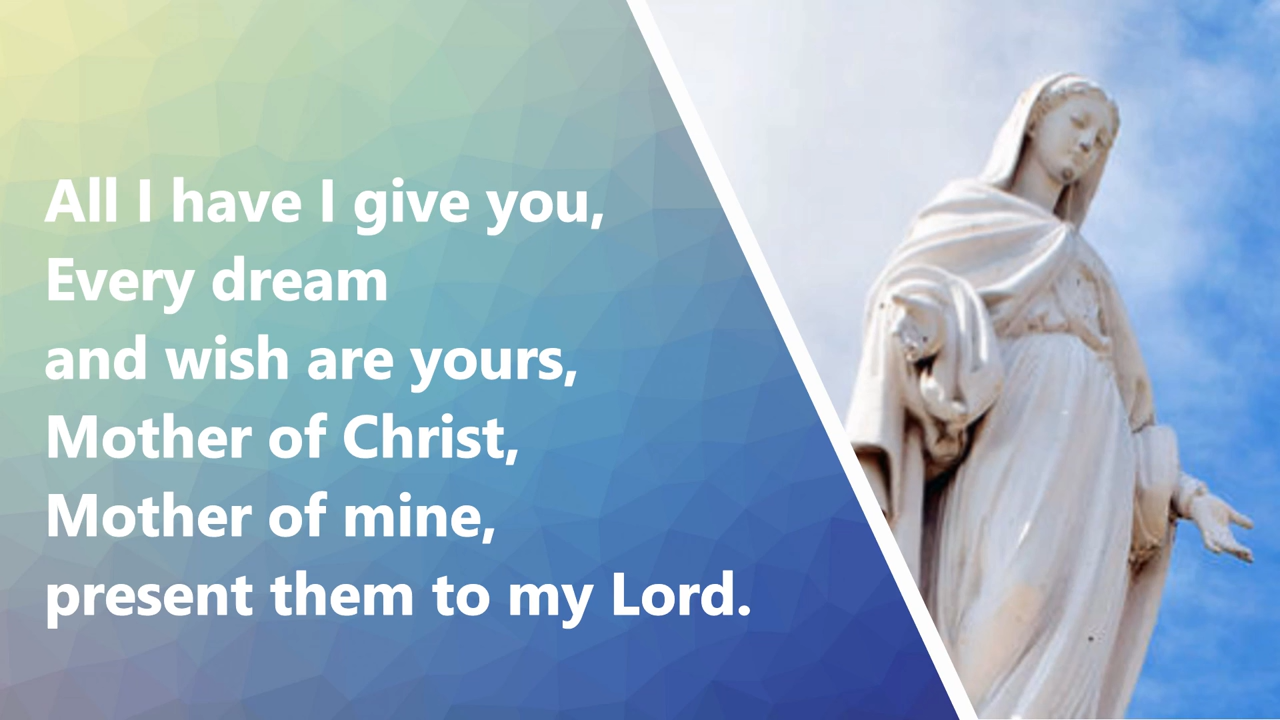 All I have I give you,
Every dream
and wish are yours,
Mother of Christ,
Mother of mine,
present them to my Lord.